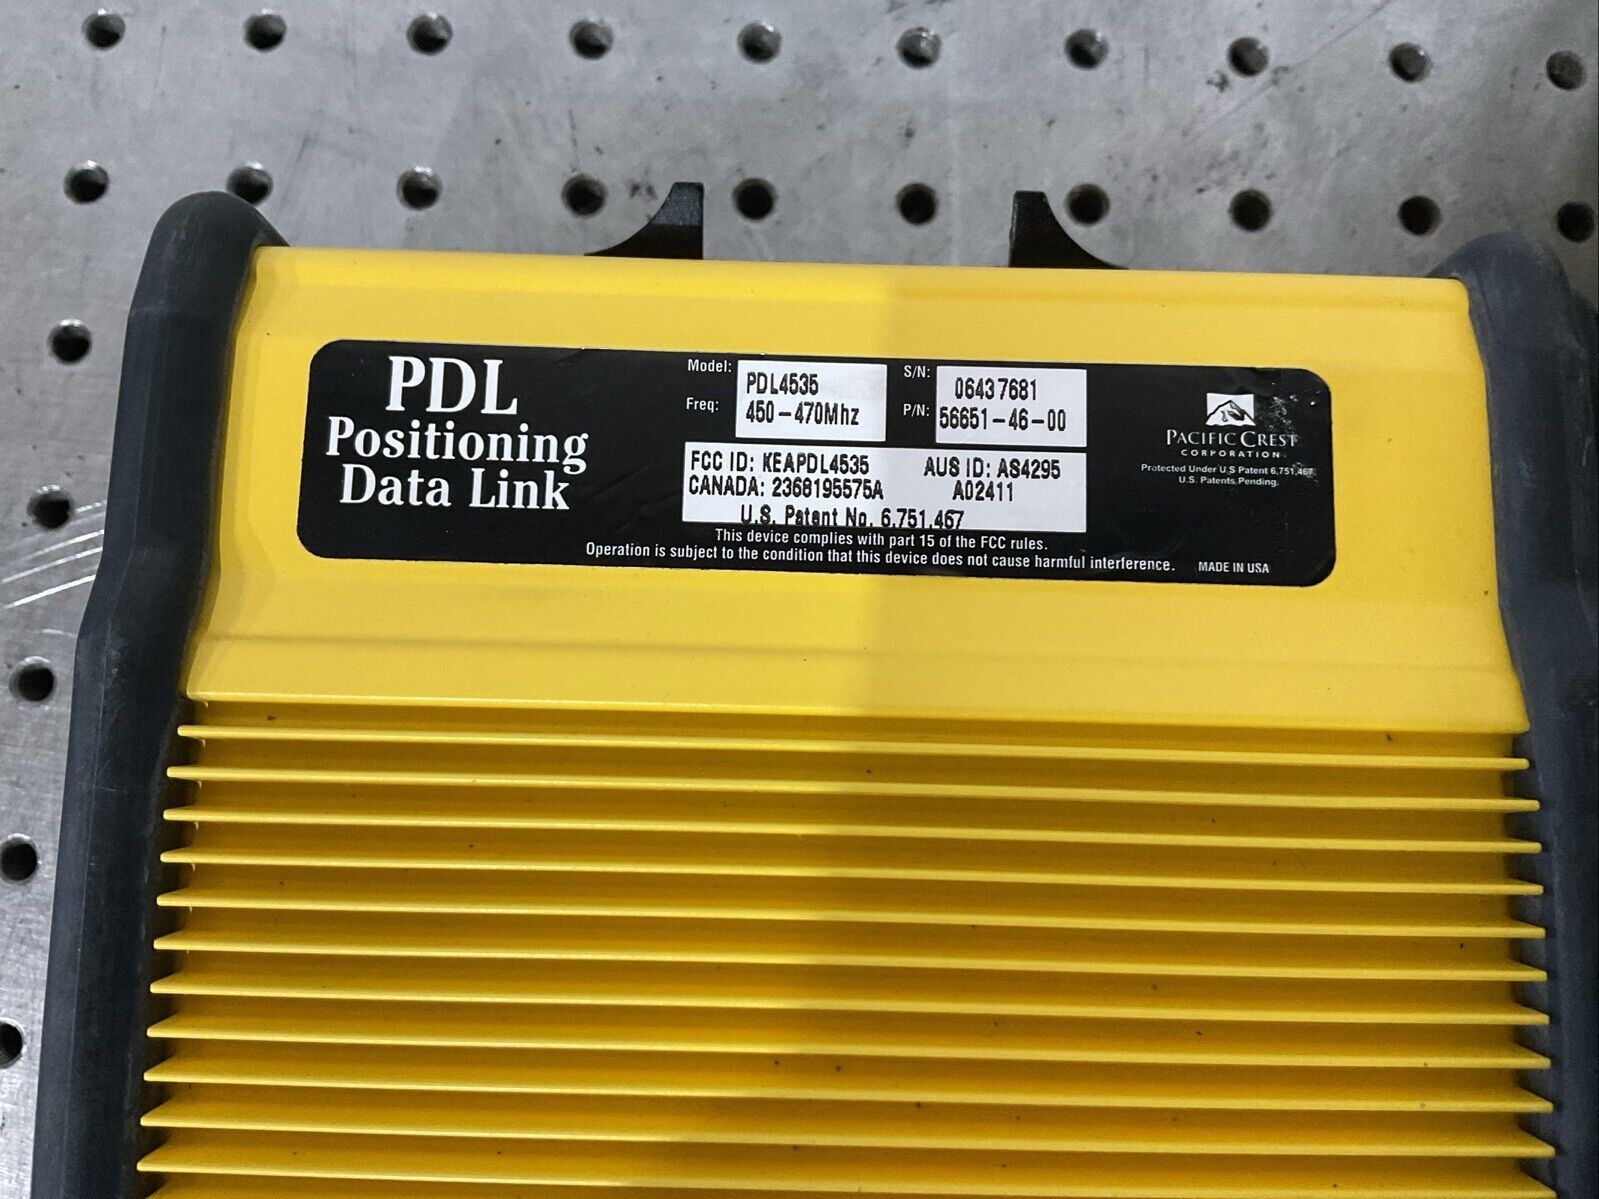 PDL
Positioning
Data Link
Model: PDL4535
Freq: 450-470Mhz
S/N: 06437681
P/N: 56651-46-00
FCC ID: KEAPDL4535 AUS ID: AS4295
CANADA: 2368195575A A02411
U.S. Patent No. 6,751,467
This device complies with part 15 of the FCC rules.
Operation is subject to the condition that this device does not cause harmful interference. MADE IN USA
PACIFIC CREST
CORPORATION
Protected Under U.S Patent 6,751,467.
U.S. Patents Pending.